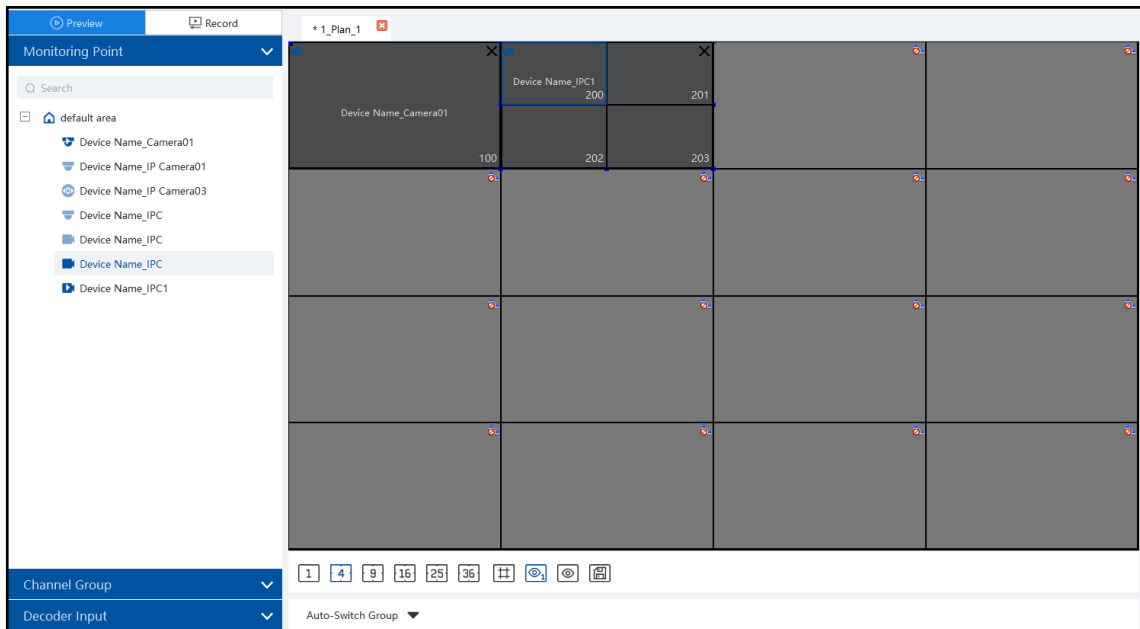 Preview
Record
* 1_Plan_1
Monitoring Point
Search
default area
Device Name_Camera01
Device Name_IP Camera01
Device Name_IP Camera03
Device Name_IPC
Device Name_IPC
Device Name_IPC
Device Name_IPC1
Channel Group
Decoder Input
Device Name_Camera01
100
Device Name_IPC1
200
201
202
203
1 4 9 16 25 36 1
Auto-Switch Group